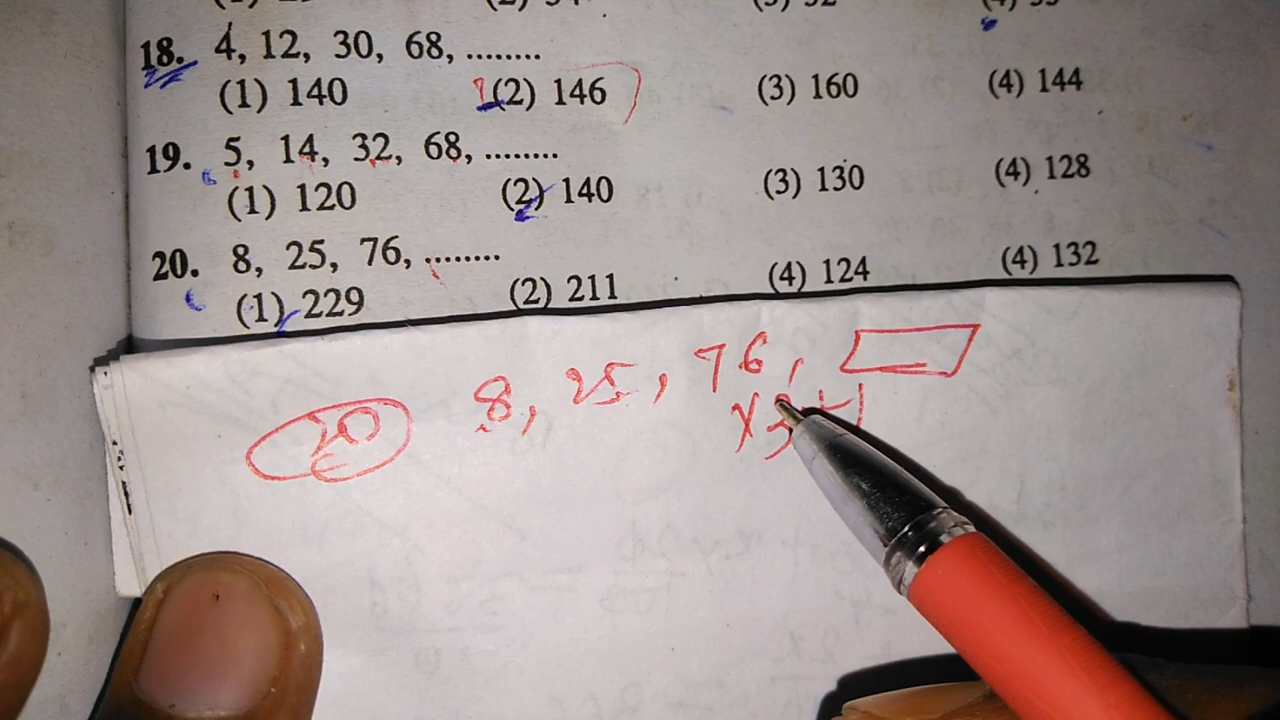 18. 4, 12, 30, 68, ........
(1) 140 (2) 146 (3) 160 (4) 144
19. 5, 14, 32, 68, ........
(1) 120 (2) 140 (3) 130 (4) 128
20. 8, 25, 76, ........
(1) 229 (2) 211 (4) 124 (4) 132
20 8, 25, 76,
×3+1